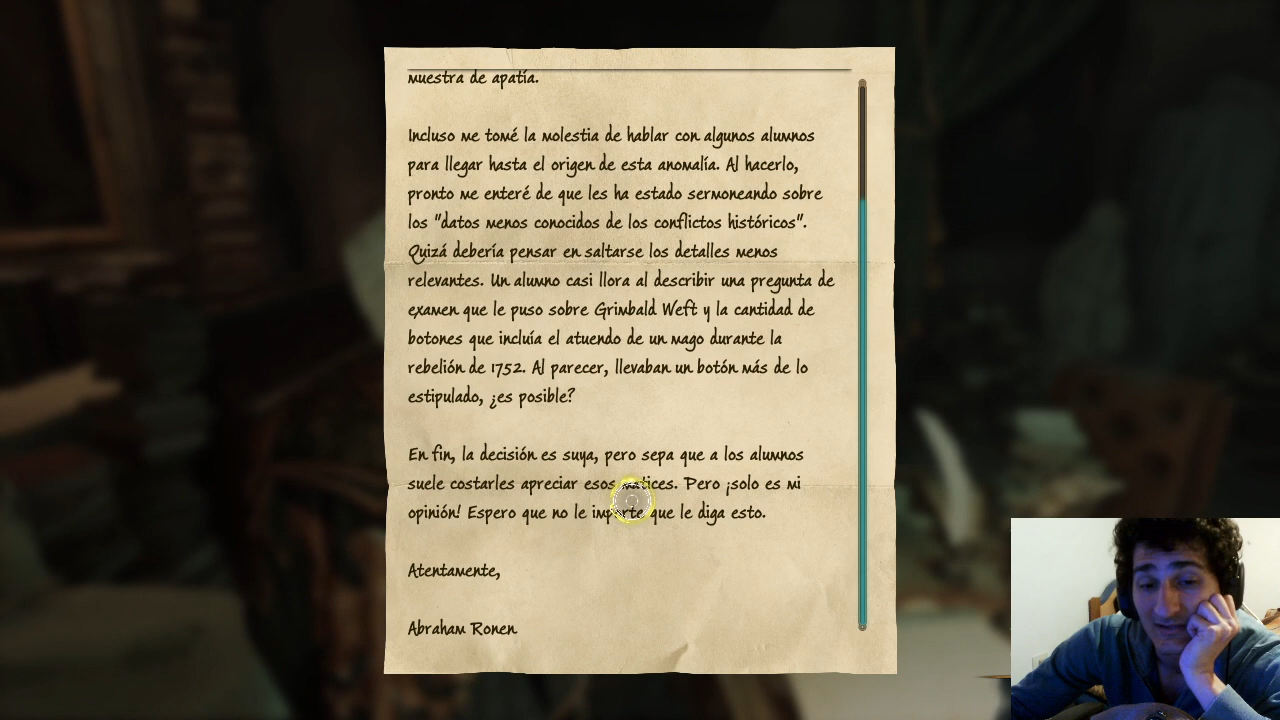 muestra de apatía.
Incluso me tomé la molestia de hablar con algunos alumnos
para llegar hasta el origen de esta anomalía. Al hacerlo,
pronto me enteré de que les ha estado sermoneando sobre
los "datos menos conocidos de los conflictos históricos".
Quizá debería pensar en saltarse los detalles menos
relevantes. Un alumno casi llora al describir una pregunta de
examen que le puso sobre Grimbald Weft y la cantidad de
botones que incluía el atuendo de un mago durante la
rebelión de 1752. Al parecer, llevaban un botón más de lo
estipulado, ¿es posible?
En fin, la decisión es suya, pero sepa que a los alumnos
suele costarles apreciar esos matices. Pero ¡solo es mi
opinión! Espero que no le importe que le diga esto.
Atentamente,
Abraham Ronen